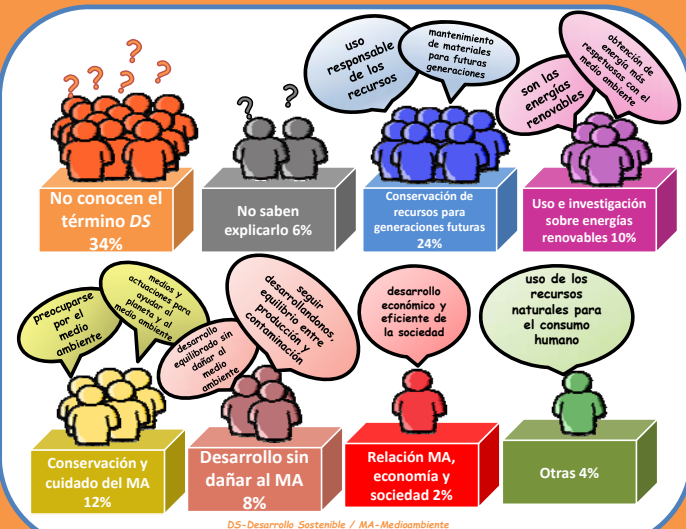 ?
?
?
?
?
No conocen el
término DS
34%
?
?
No saben
explicarlo 6%
uso
responsable
de los
recursos
mantenimiento
de materiales
para futuras
generaciones
Conservación de
recursos para
generaciones futuras
24%
son las
energías
renovables
obtención de
energía más
respetuosas con el
medio ambiente
Uso e investigación
sobre energías
renovables 10%
preocuparse
por el
medio
ambiente
medios y
actuaciones para
ayudar al
planeta y al
medio ambiente
Conservación y
cuidado del MA
12%
desarrollo
equilibrado sin
dañar al
medio
ambiente
seguir
desarrolandonos,
equilibrio entre
producción y
contaminación
Desarrollo sin
dañar al MA
8%
desarrollo
económico y
eficiente de
la sociedad
Relación MA,
economía y
sociedad 2%
uso de los
recursos
naturales para
el consumo
humano
Otras 4%
DS-Desarrollo Sostenible / MA-Medioambiente